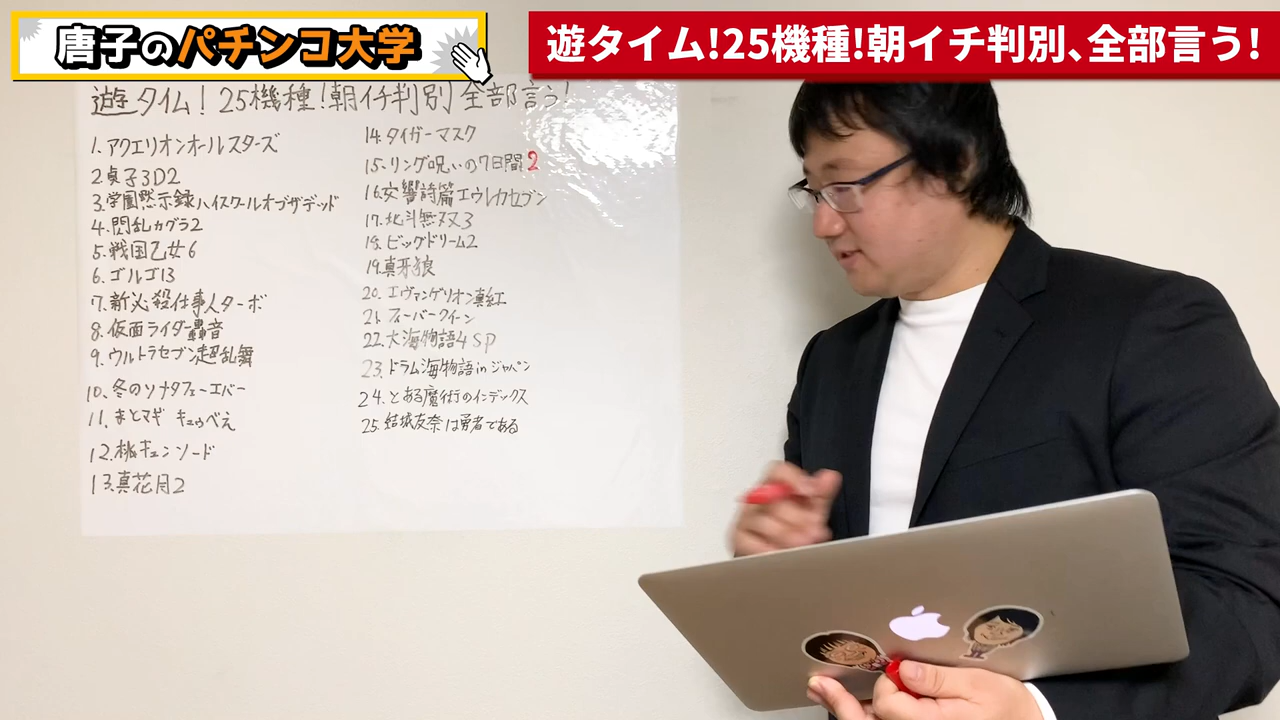 唐子のパチンコ大学
遊タイム!25機種!朝イチ判別、全部言う!
遊タイム!25機種!朝イチ判別 全部言う!
1.アクエリオンオールスターズ
2 貞子3D2
3.学園黙示録ハイスクールオブザデッド
4.閃乱カグラ2
5.戦国乙女6
6.ゴルゴ13
7.新必殺仕事人ターボ
8.仮面ライダー轟音
9.ウルトラセブン超乱舞
10.冬のソナタフォーエバー
11.まどマギ キュゥべえ
12.桃キュンソード
13.真花月2
14.タイガーマスク
15.リング呪いの7日間2
16.交響詩篇エウレカセブン
17.北斗無双3
18.ビッグドリーム2
19.真牙狼
20.エヴァンゲリオン真紅
21.フィーバークイーン
22.大海物語4SP
23.ドラム海物語inジャパン
24.とある魔術のインデックス
25.結城友奈は勇者である